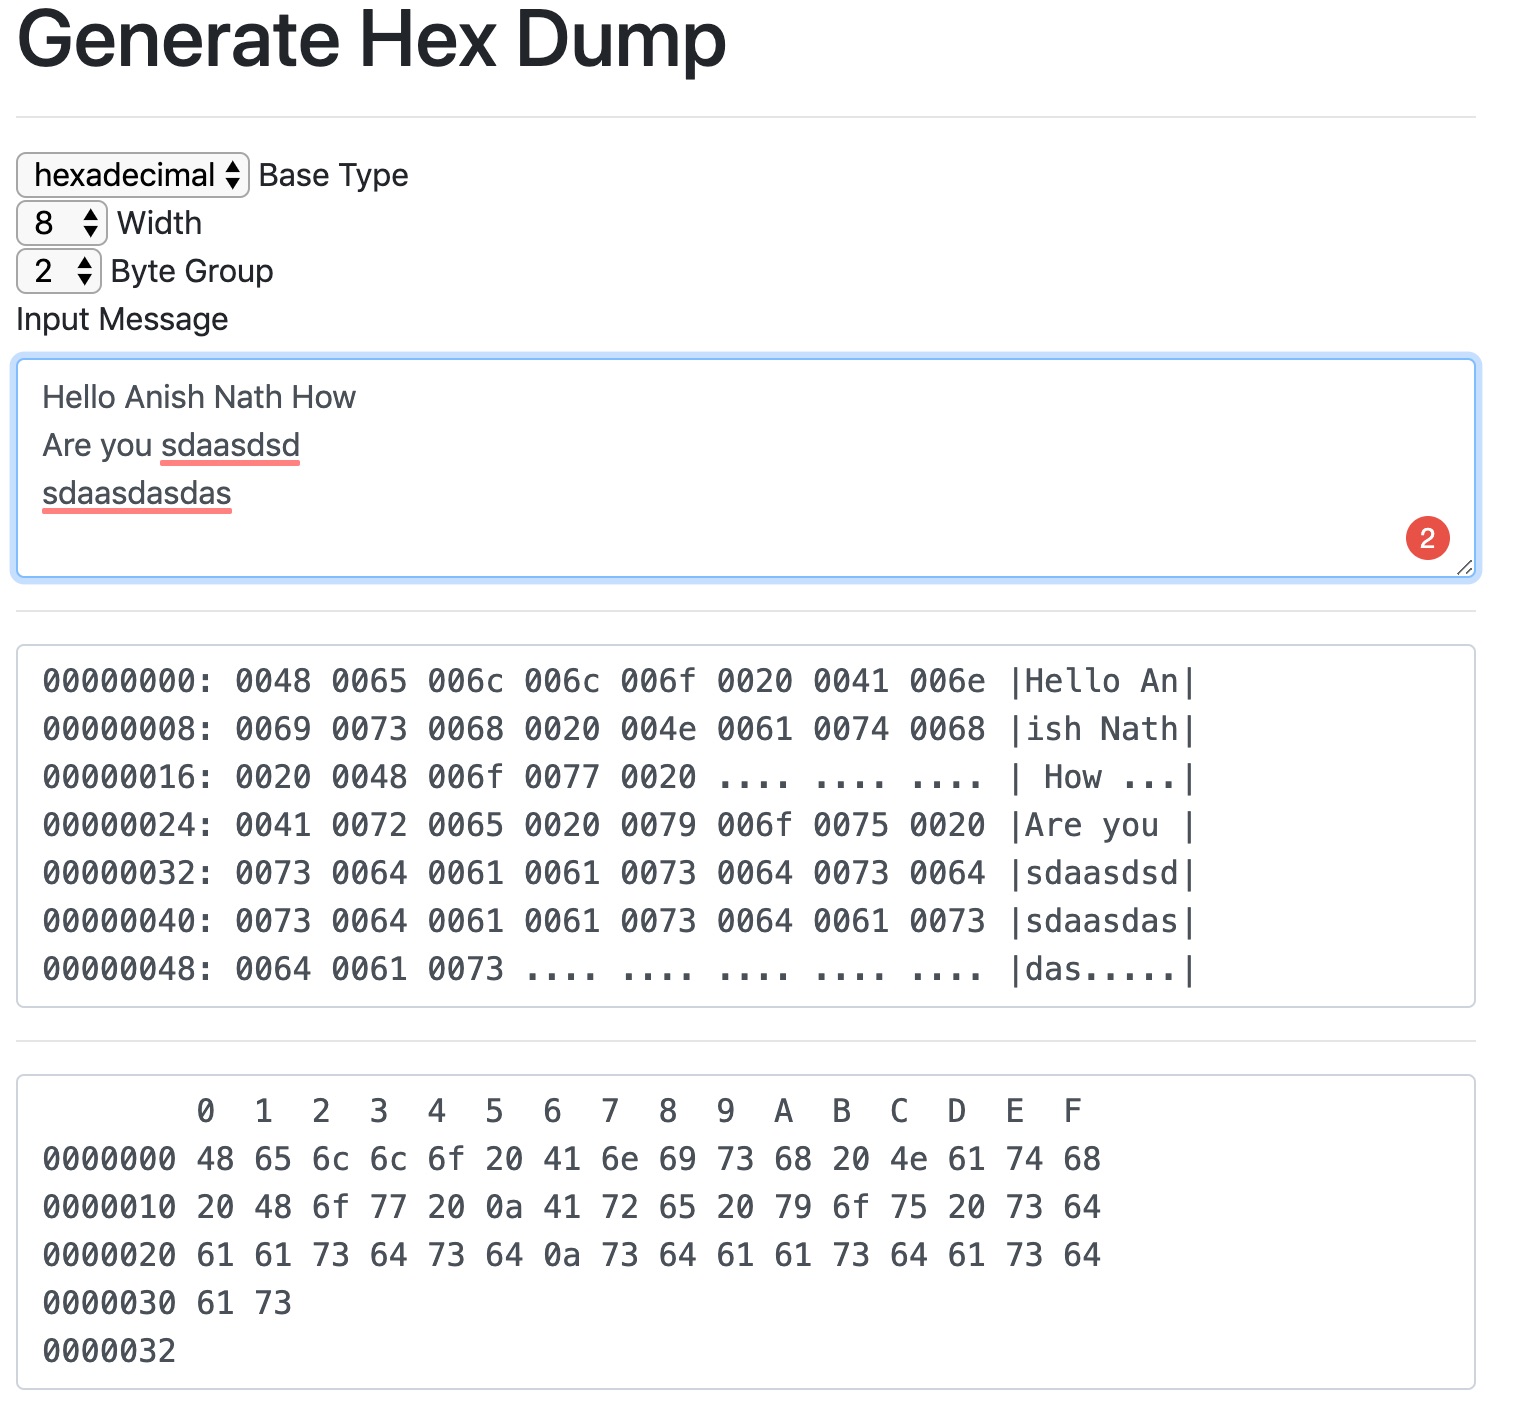 Generate Hex Dump
hexadecimal Base Type
8 Width
2 Byte Group
Input Message
Hello Anish Nath How
Are you sdaasdsd
sdaasdasdas
2
00000000: 0048 0065 006c 006c 006f 0020 0041 006e |Hello An|
00000008: 0069 0073 0068 0020 004e 0061 0074 0068 |ish Nath|
00000016: 0020 0048 006f 0077 0020 .... .... .... | How ...|
00000024: 0041 0072 0065 0020 0079 006f 0075 0020 |Are you |
00000032: 0073 0064 0061 0061 0073 0064 0073 0064 |sdaasdsd|
00000040: 0073 0064 0061 0061 0073 0064 0061 0073 |sdaasdas|
00000048: 0064 0061 0073 .... .... .... .... .... |das.....|
0 1 2 3 4 5 6 7 8 9 A B C D E F
0000000 48 65 6c 6c 6f 20 41 6e 69 73 68 20 4e 61 74 68
0000010 20 48 6f 77 20 0a 41 72 65 20 79 6f 75 20 73 64
0000020 61 61 73 64 73 64 0a 73 64 61 61 73 64 61 73 64
0000030 61 73
0000032